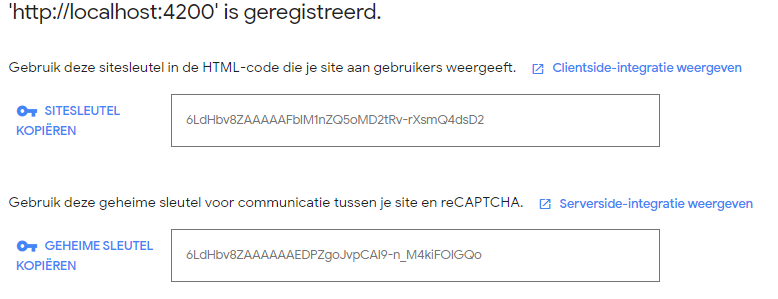 'http://localhost:4200' is geregistreerd.
Gebruik deze sitesleutel in de HTML-code die je site aan gebruikers weergeeft. Clientside-integratie weergeven
SITESLEUTEL
KOPIËREN
6LdHbv8ZAAAAAFblM1nZQ5oMD2tRv-rXsmQ4dsD2
Gebruik deze geheime sleutel voor communicatie tussen je site en reCAPTCHA. Serverside-integratie weergeven
GEHEIME SLEUTEL
KOPIËREN
6LdHbv8ZAAAAAAEDPZgoJvpCAI9-n_M4kiFOIGQo